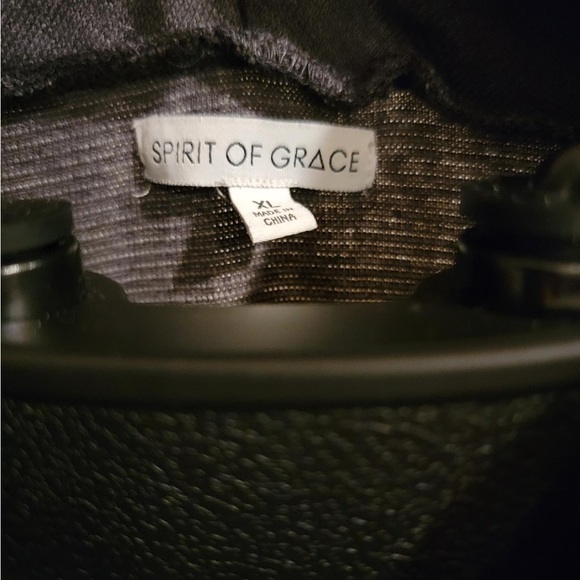 SPIRIT OF GRACE
XL
MADE IN
CHINA